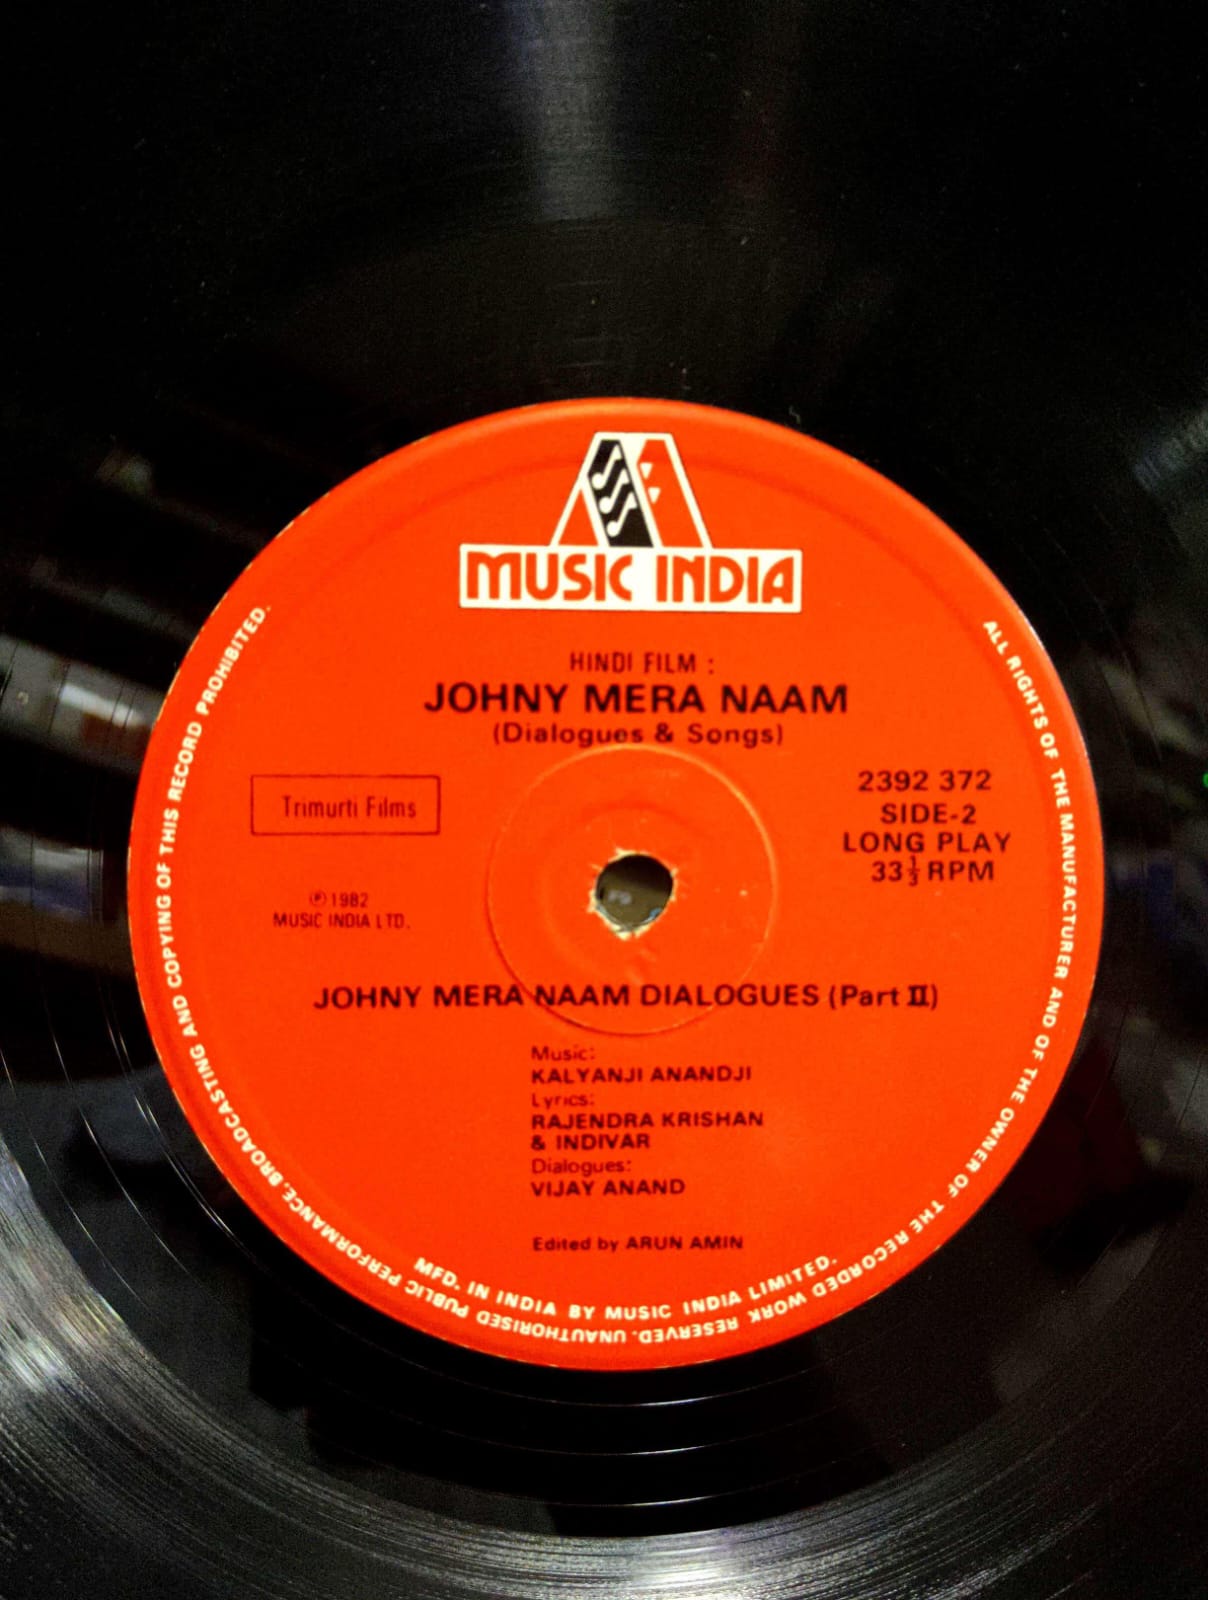 MUSIC INDIA
HINDI FILM :
JOHNY MERA NAAM
(Dialogues & Songs)
Trimurti Films
2392 372
SIDE-2
LONG PLAY
33⅓ RPM
℗ 1982
MUSIC INDIA LTD.
JOHNY MERA NAAM DIALOGUES (Part II)
Music:
KALYANJI ANANDJI
Lyrics:
RAJENDRA KRISHAN
& INDIVAR
Dialogues:
VIJAY ANAND
Edited by ARUN AMIN
MFD. IN INDIA BY MUSIC INDIA LIMITED.
ALL RIGHTS OF THE MANUFACTURER AND OF THE OWNER OF THE RECORDED WORK RESERVED. UNAUTHORISED PUBLIC PERFORMANCE, BROADCASTING AND COPYING OF THIS RECORD PROHIBITED.